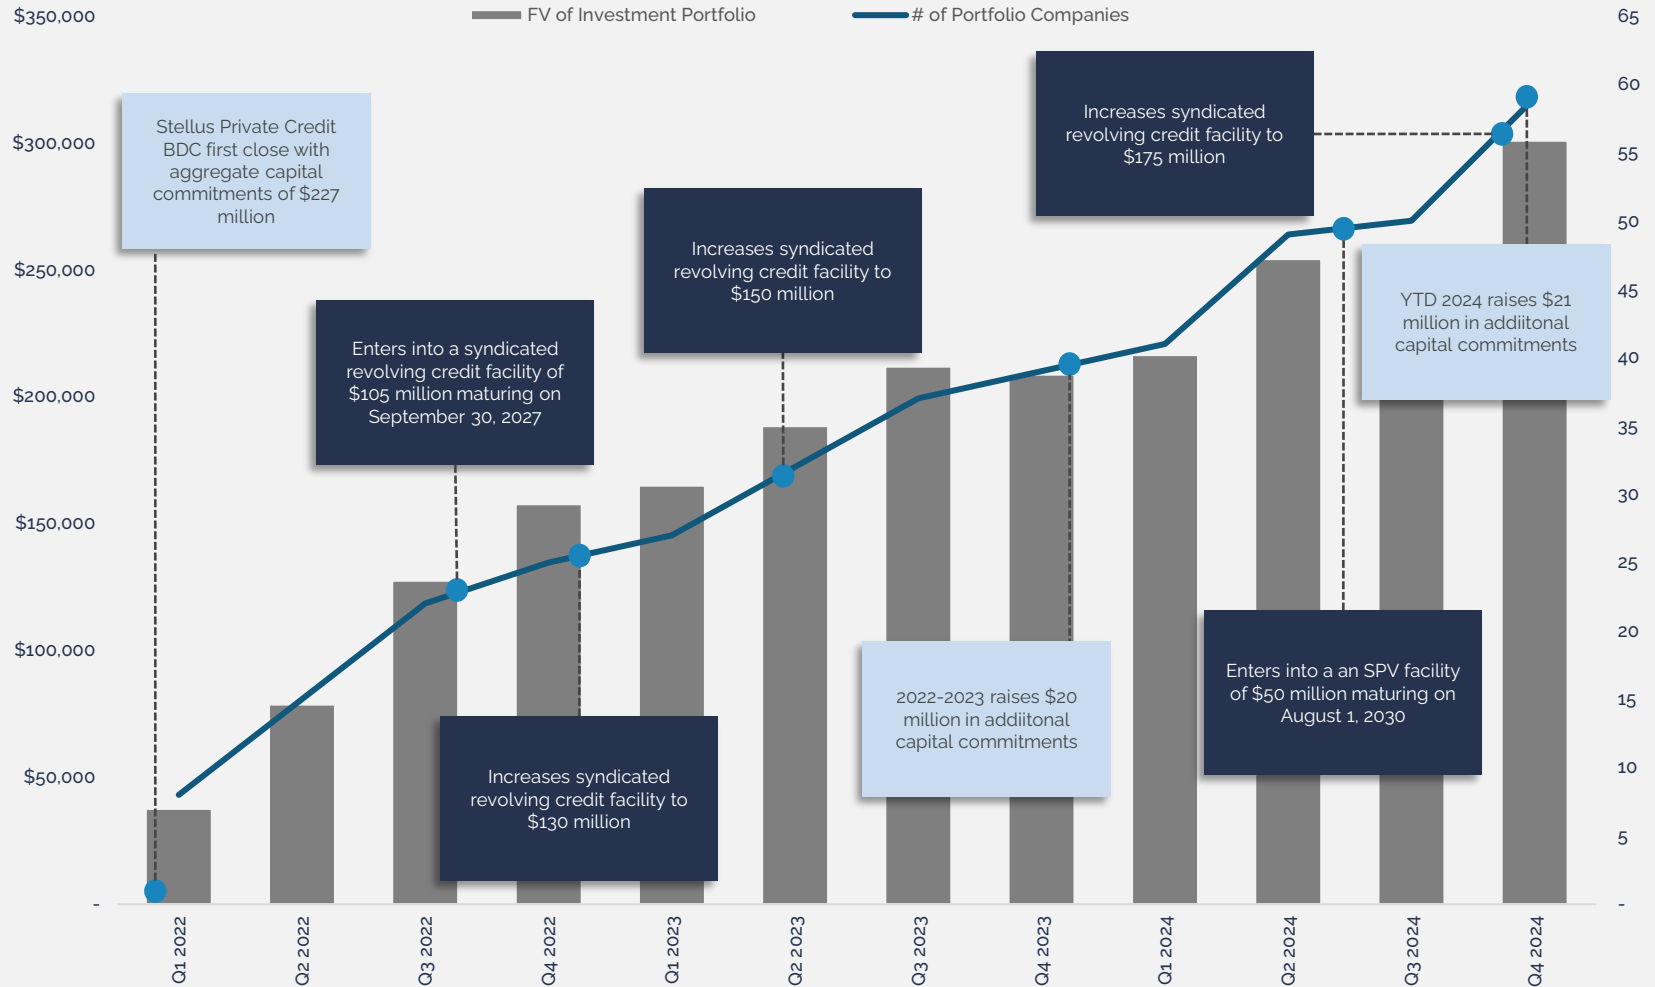 FV of Investment Portfolio
# of Portfolio Companies
$350,000
$300,000
$250,000
$200,000
$150,000
$100,000
$50,000
-
65
60
55
50
45
40
35
30
25
20
15
10
5
-
Stellus Private Credit
BDC first close with
aggregate capital
commitments of $227
million
Enters into a syndicated
revolving credit facility of
$105 million maturing on
September 30, 2027
Increases syndicated
revolving credit facility to
$130 million
Increases syndicated
revolving credit facility to
$150 million
2022-2023 raises $20
million in addiitonal
capital commitments
Increases syndicated
revolving credit facility to
$175 million
Enters into a an SPV facility
of $50 million maturing on
August 1, 2030
YTD 2024 raises $21
million in addiitonal
capital commitments
Q1 2022
Q2 2022
Q3 2022
Q4 2022
Q1 2023
Q2 2023
Q3 2023
Q4 2023
Q1 2024
Q2 2024
Q3 2024
Q4 2024